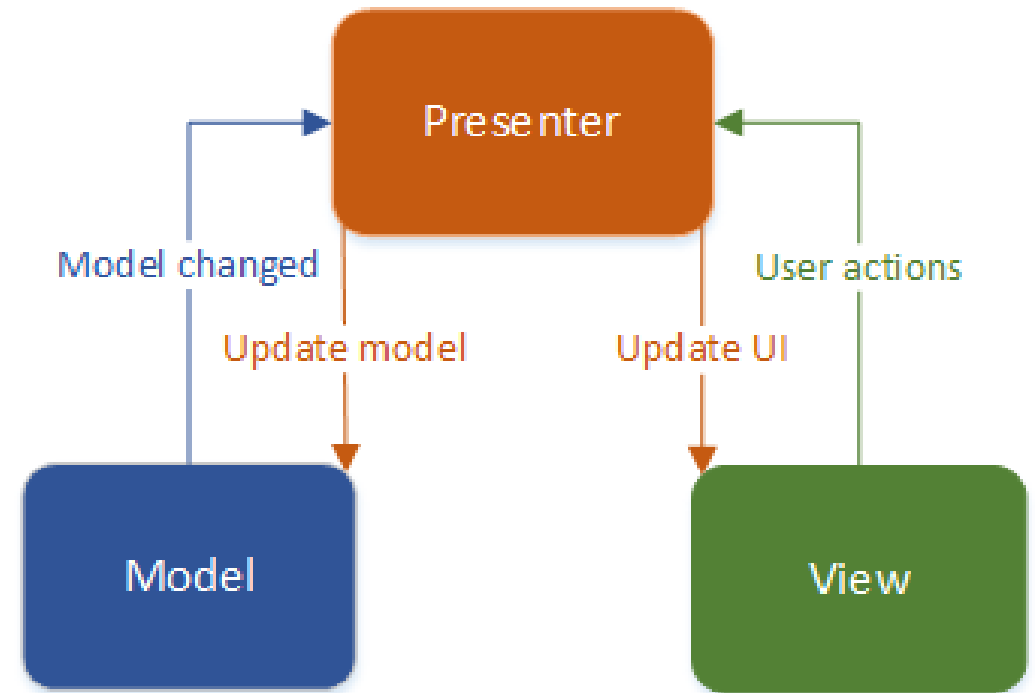 Presenter
Model changed
User actions
Update model
Update UI
Model
View